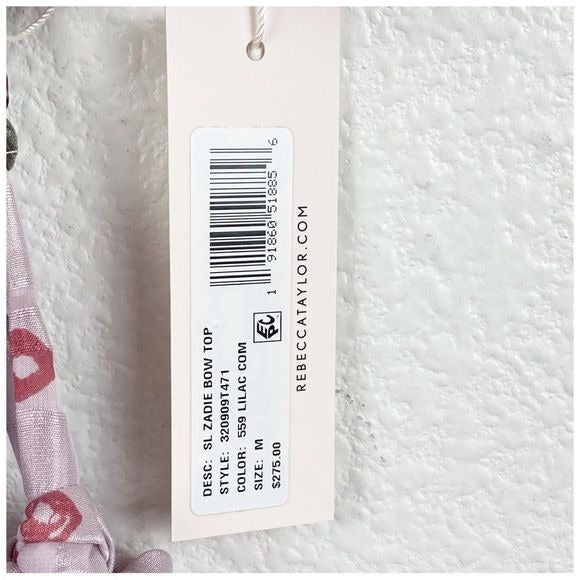 1 91860 51885 6
DESC: SL ZADIE BOW TOP
STYLE: 320909T471
COLOR: 559 LILAC COM
SIZE: M
$275.00
EPC
REBECCATAYLOR.COM